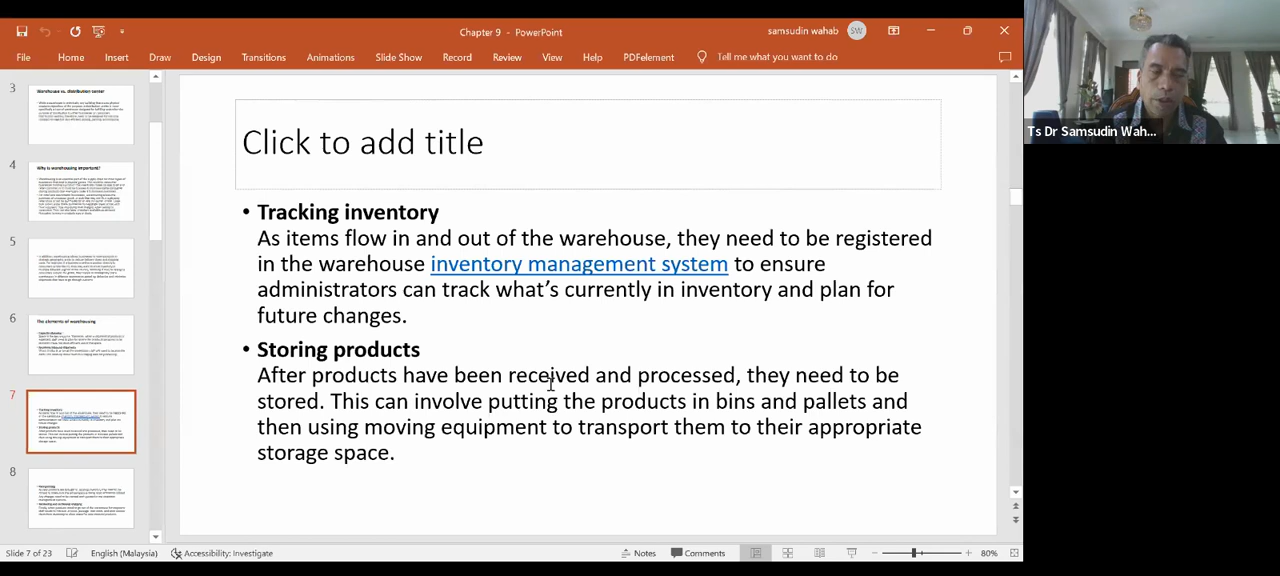 Chapter 9 - PowerPoint
samsudin wahab
SW
File Home Insert Draw Design Transitions Animations Slide Show Record Review View Help PDFelement Tell me what you want to do
Ts Dr Samsudin Wah...
3
Warehouse vs. distribution center
4
Why is warehousing important?
5
6
The elements of warehousing
7
8
Click to add title
• Tracking inventory
As items flow in and out of the warehouse, they need to be registered
in the warehouse inventory management system to ensure
administrators can track what's currently in inventory and plan for
future changes.
• Storing products
After products have been received and processed, they need to be
stored. This can involve putting the products in bins and pallets and
then using moving equipment to transport them to their appropriate
storage space.
Slide 7 of 23 English (Malaysia) Accessibility: Investigate Notes Comments 80%